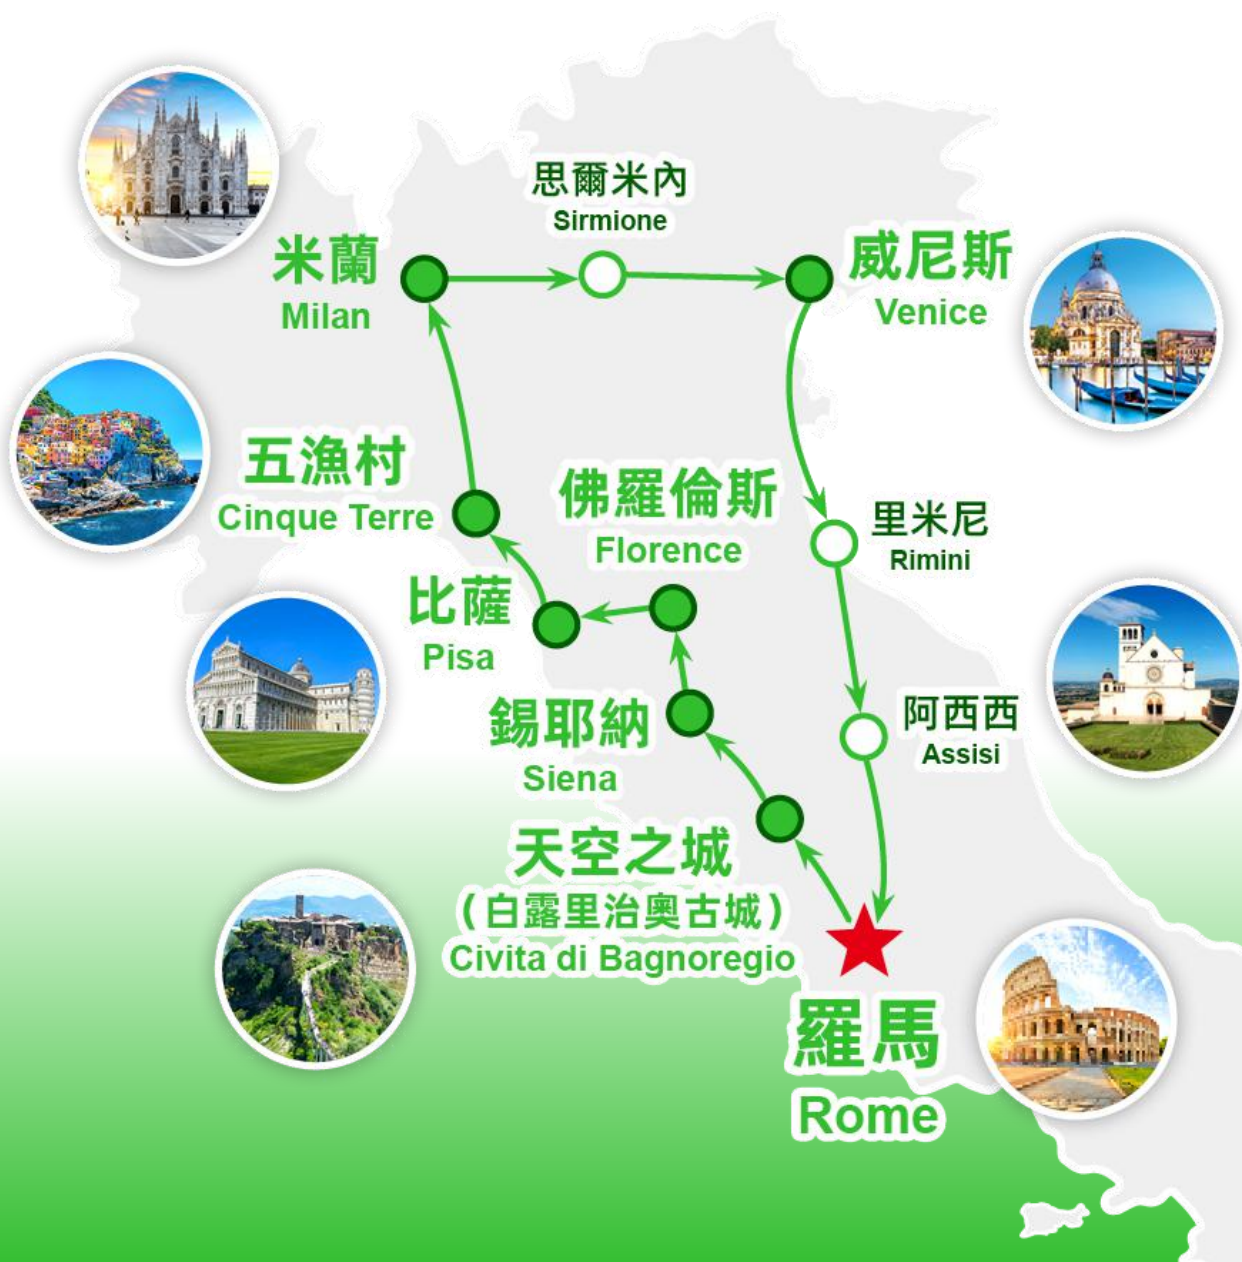 思爾米內
Sirmione
米蘭
Milan
威尼斯
Venice
五漁村
Cinque Terre
佛羅倫斯
Florence
里米尼
Rimini
比薩
Pisa
錫耶納
Siena
阿西西
Assisi
天空之城
（白露里治奧古城）
Civita di Bagnoregio
羅馬
Rome